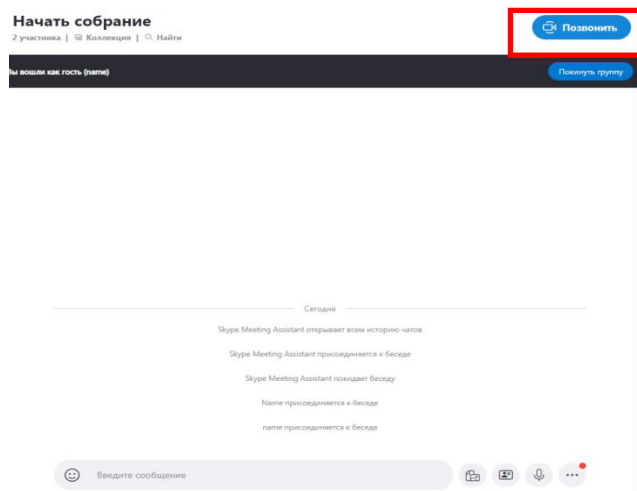 Начать собрание
Позвонить
2 участника | Коллекция | Найти
Вы вошли как гость (name)
Покинуть группу
Сегодня
Skype Meeting Assistant открывает всем историю чатов
Skype Meeting Assistant присоединяется к беседе
Skype Meeting Assistant покидает беседу
Name присоединяется к беседе
name присоединяется к беседе
Введите сообщение